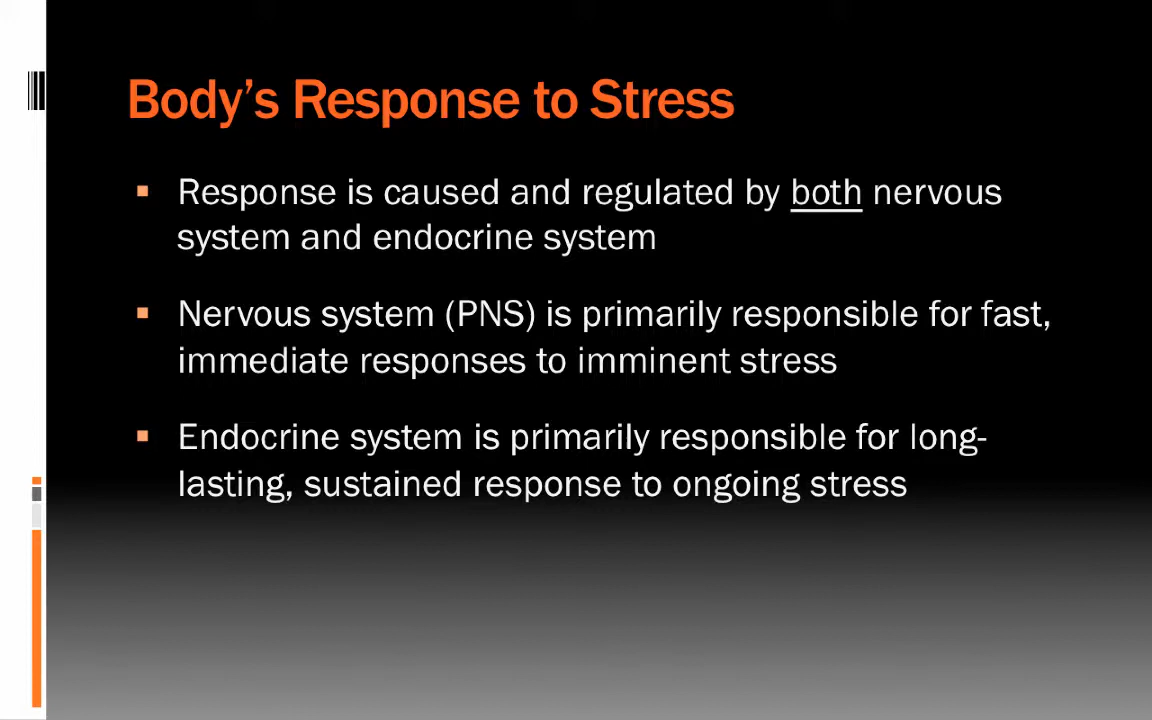 Body’s Response to Stress
▪ Response is caused and regulated by both nervous
system and endocrine system
▪ Nervous system (PNS) is primarily responsible for fast,
immediate responses to imminent stress
▪ Endocrine system is primarily responsible for long-
lasting, sustained response to ongoing stress